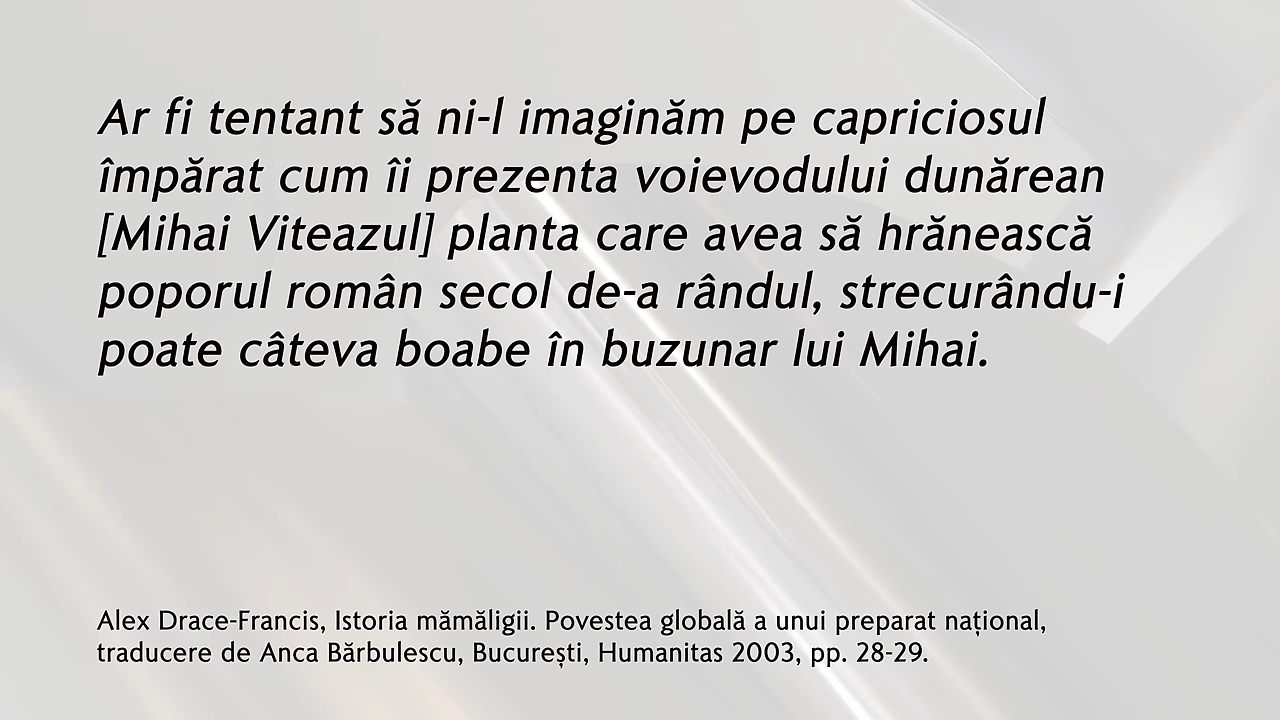 Ar fi tentant să ni-l imaginăm pe capriciosul
împărat cum îi prezenta voievodului dunărean
[Mihai Viteazul] planta care avea să hrănească
poporul român secol de-a rândul, strecurându-i
poate câteva boabe în buzunar lui Mihai.
Alex Drace-Francis, Istoria mămăligii. Povestea globală a unui preparat național,
traducere de Anca Bărbulescu, București, Humanitas 2003, pp. 28-29.